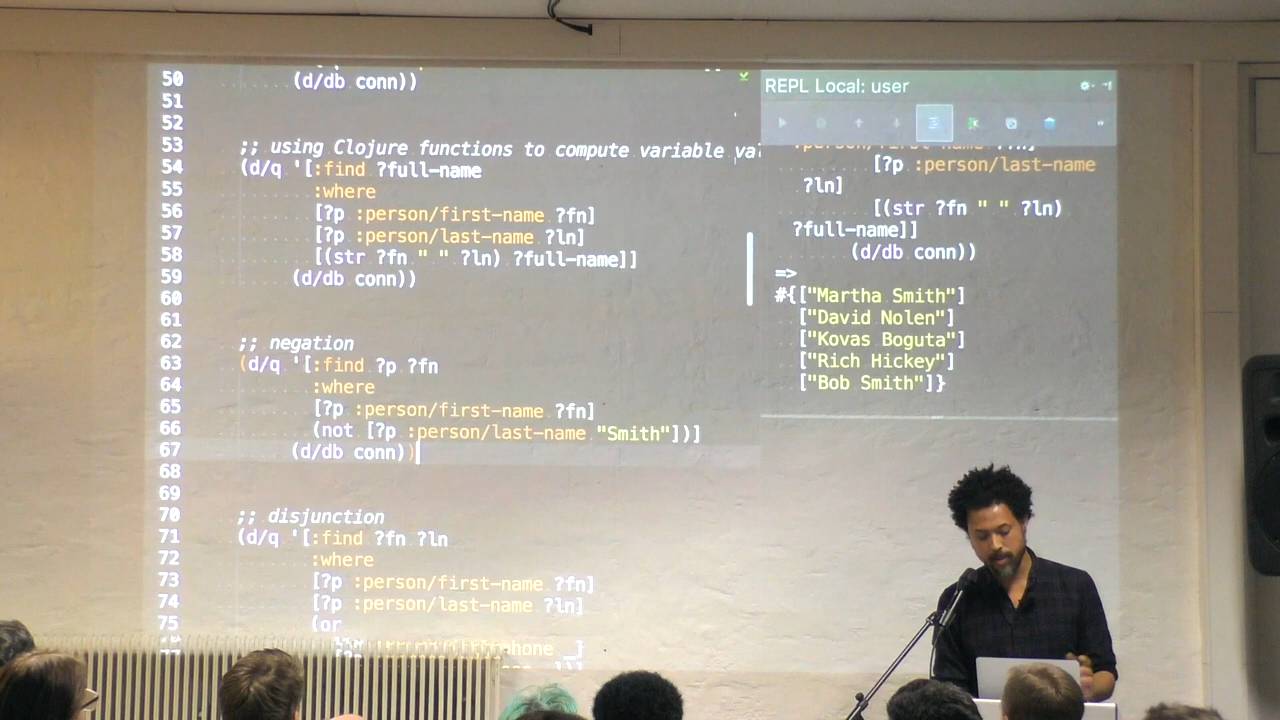 50 (d/db conn))
51
52
53 ;; using Clojure functions to compute variable
54 (d/q '[:find ?full-name
55 :where
56 [?p :person/first-name ?fn]
57 [?p :person/last-name ?ln]
58 [(str ?fn " " ?ln) ?full-name]]
59 (d/db conn))
60
61
62 ;; negation
63 (d/q '[:find ?p ?fn
64 :where
65 [?p :person/first-name ?fn]
66 (not [?p :person/last-name "Smith"])]
67 (d/db conn))
68
69
70 ;; disjunction
71 (d/q '[:find ?fn ?ln
72 :where
73 [?p :person/first-name ?fn]
74 [?p :person/last-name ?ln]
75 (or
REPL Local: user
[?p :person/last-name
?ln]
[(str ?fn " " ?ln)
?full-name]]
(d/db conn))
=>
#{["Martha Smith"]
["David Nolen"]
["Kovas Boguta"]
["Rich Hickey"]
["Bob Smith"]}